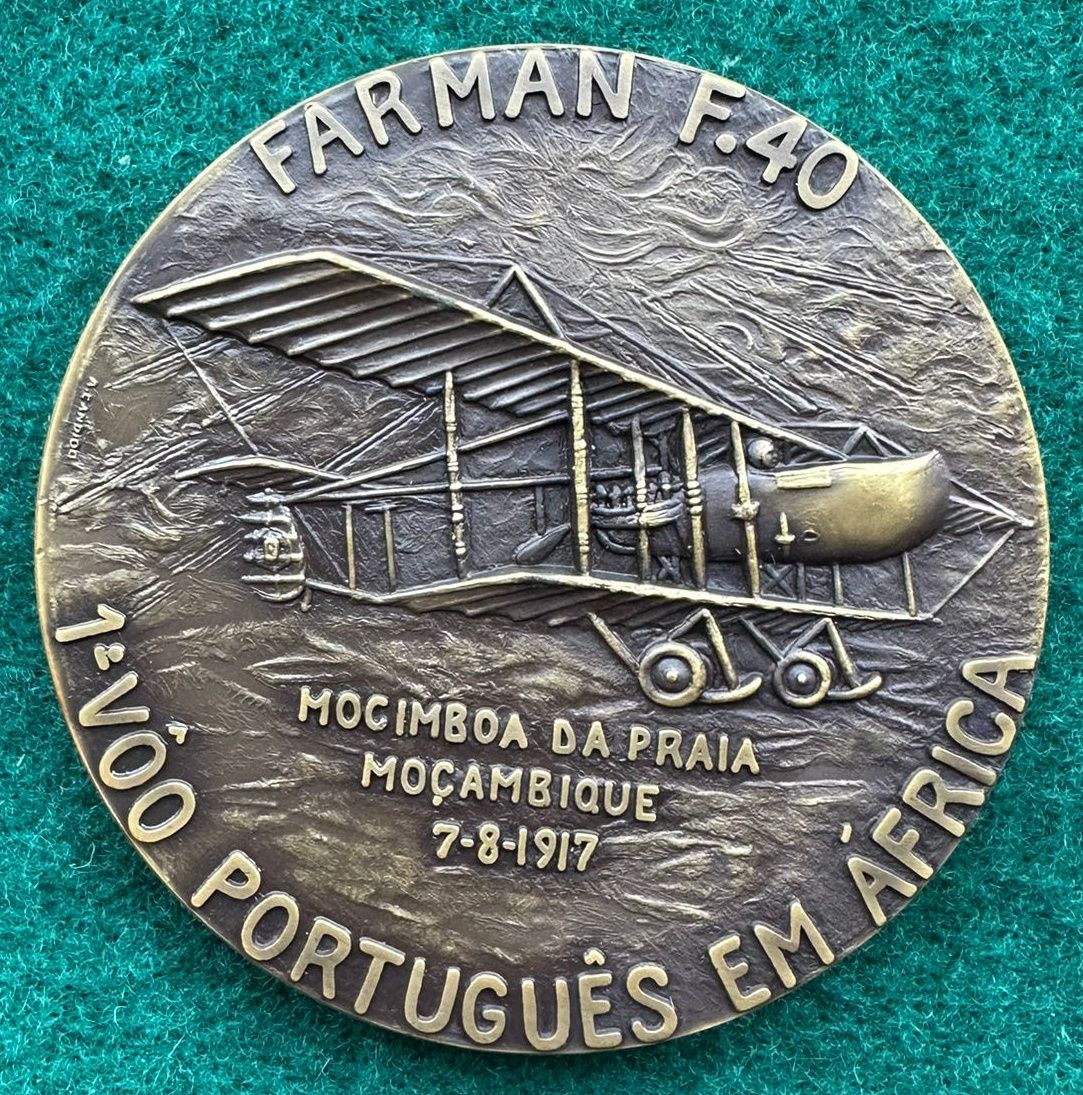 FARMAN F.40
MOCIMBOA DA PRAIA
MOÇAMBIQUE
7-8-1917
1º VÔO PORTUGUÊS EM ÁFRICA